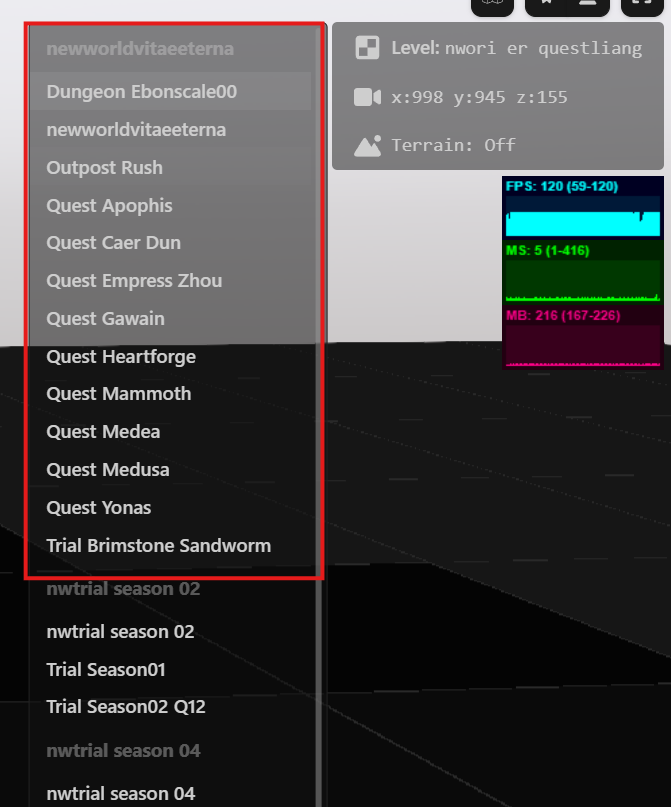 newworldvitaeeterna
Dungeon Ebonscale00
newworldvitaeeterna
Outpost Rush
Quest Apophis
Quest Caer Dun
Quest Empress Zhou
Quest Gawain
Quest Heartforge
Quest Mammoth
Quest Medea
Quest Medusa
Quest Yonas
Trial Brimstone Sandworm
nwtrial season 02
nwtrial season 02
Trial Season01
Trial Season02 Q12
nwtrial season 04
nwtrial season 04
Level: nwori er questliang
x:998 y:945 z:155
Terrain: Off
FPS: 120 (59-120)
MS: 5 (1-416)
MB: 216 (167-226)